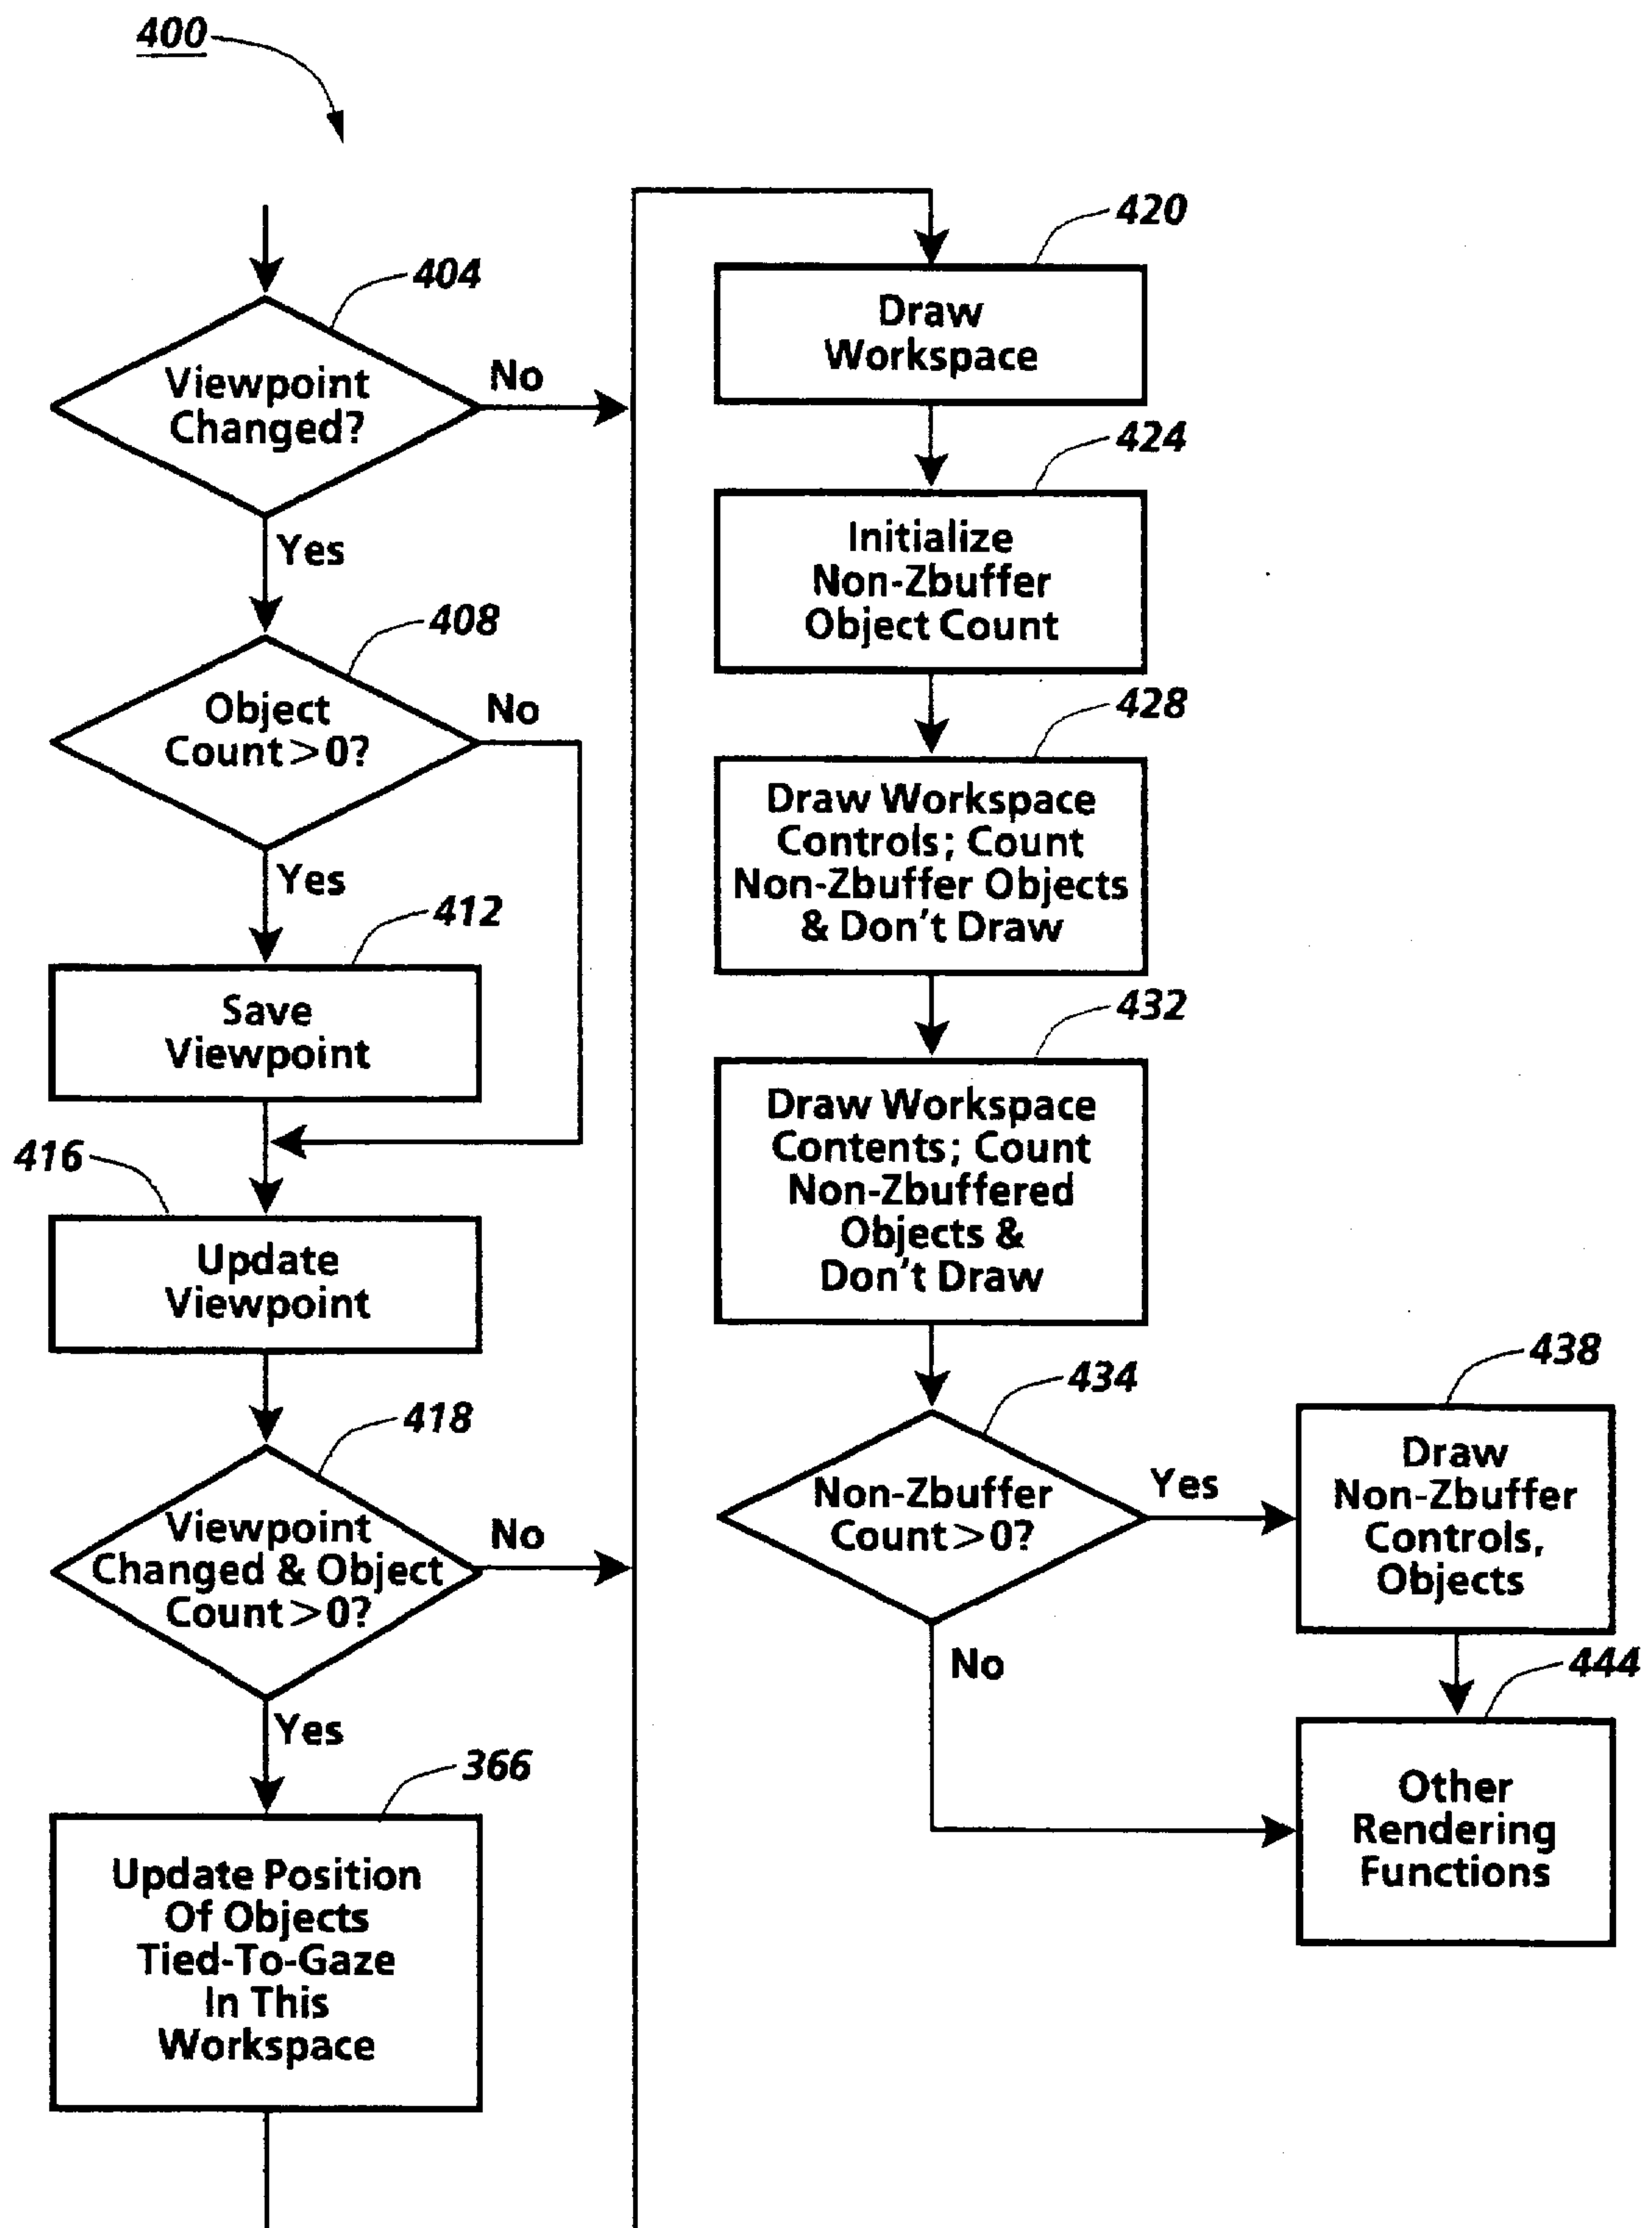 400
404
Viewpoint
Changed?
No
Yes
408
Object
Count>0?
No
Yes
412
Save
Viewpoint
416
Update
Viewpoint
418
Viewpoint
Changed & Object
Count>0?
No
Yes
366
Update Position
Of Objects
Tied-To-Gaze
In This
Workspace
420
Draw
Workspace
424
Initialize
Non-Zbuffer
Object Count
428
Draw Workspace
Controls; Count
Non-Zbuffer Objects
& Don't Draw
432
Draw Workspace
Contents; Count
Non-Zbuffered
Objects &
Don't Draw
434
Non-Zbuffer
Count>0?
Yes
No
438
Draw
Non-Zbuffer
Controls,
Objects
444
Other
Rendering
Functions